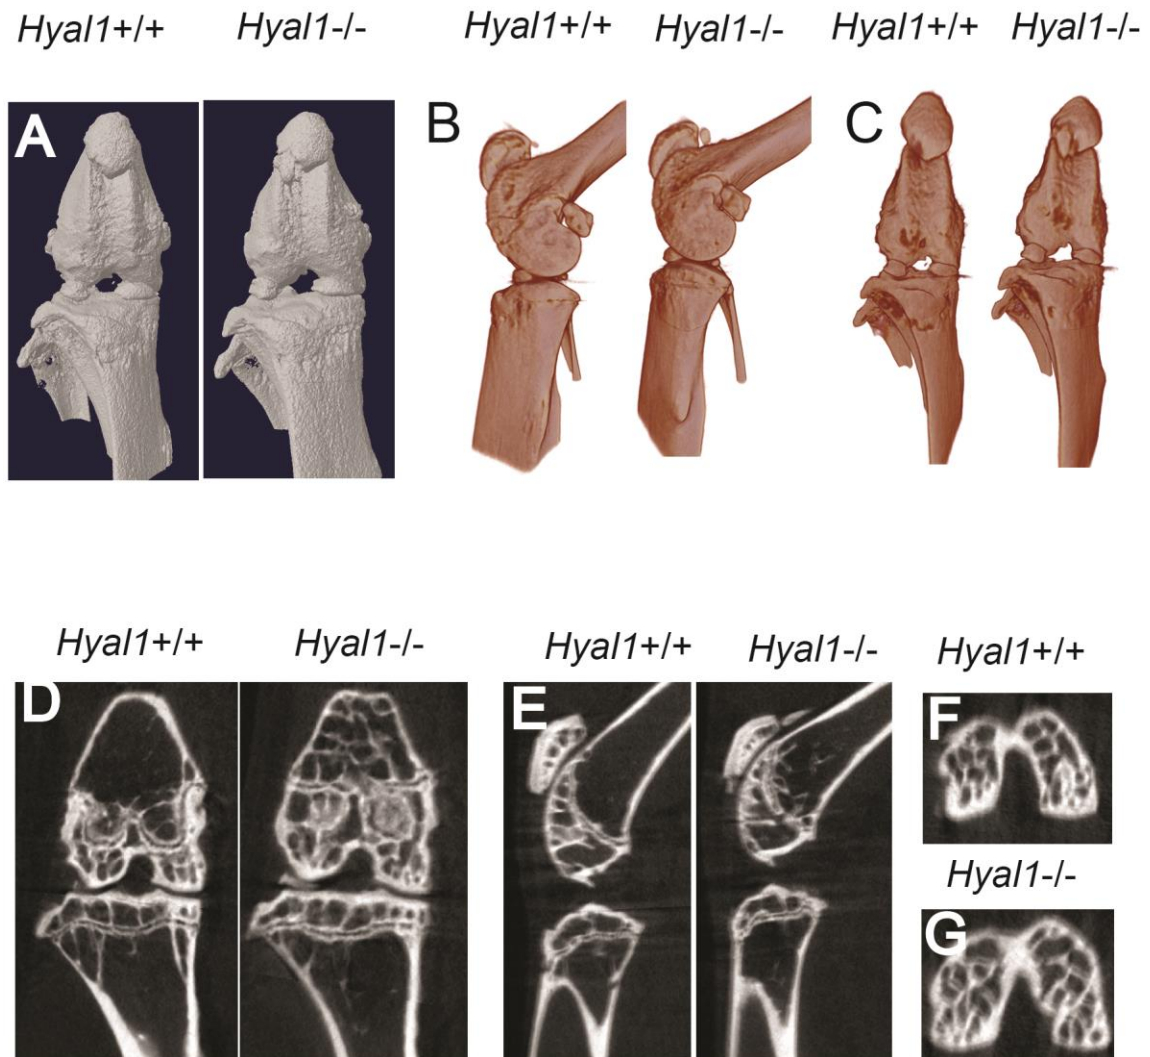 Hyal1+/+ Hyal1-/- Hyal1+/+ Hyal1-/- Hyal1+/+ Hyal1-/-
A B C
Hyal1+/+ Hyal1-/- Hyal1+/+ Hyal1-/- Hyal1+/+
D E F
Hyal1-/-
G